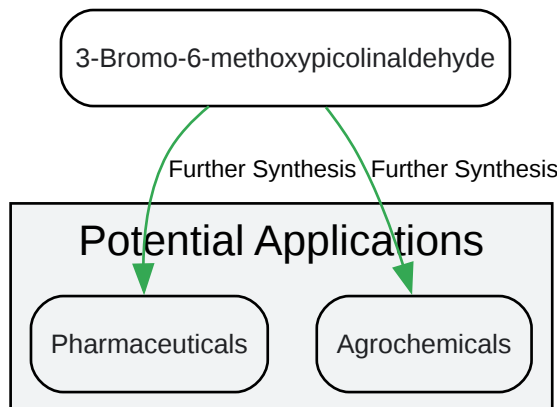 3-Bromo-6-methoxypicolinaldehyde
Further Synthesis
Further Synthesis
Potential Applications
Pharmaceuticals
Agrochemicals